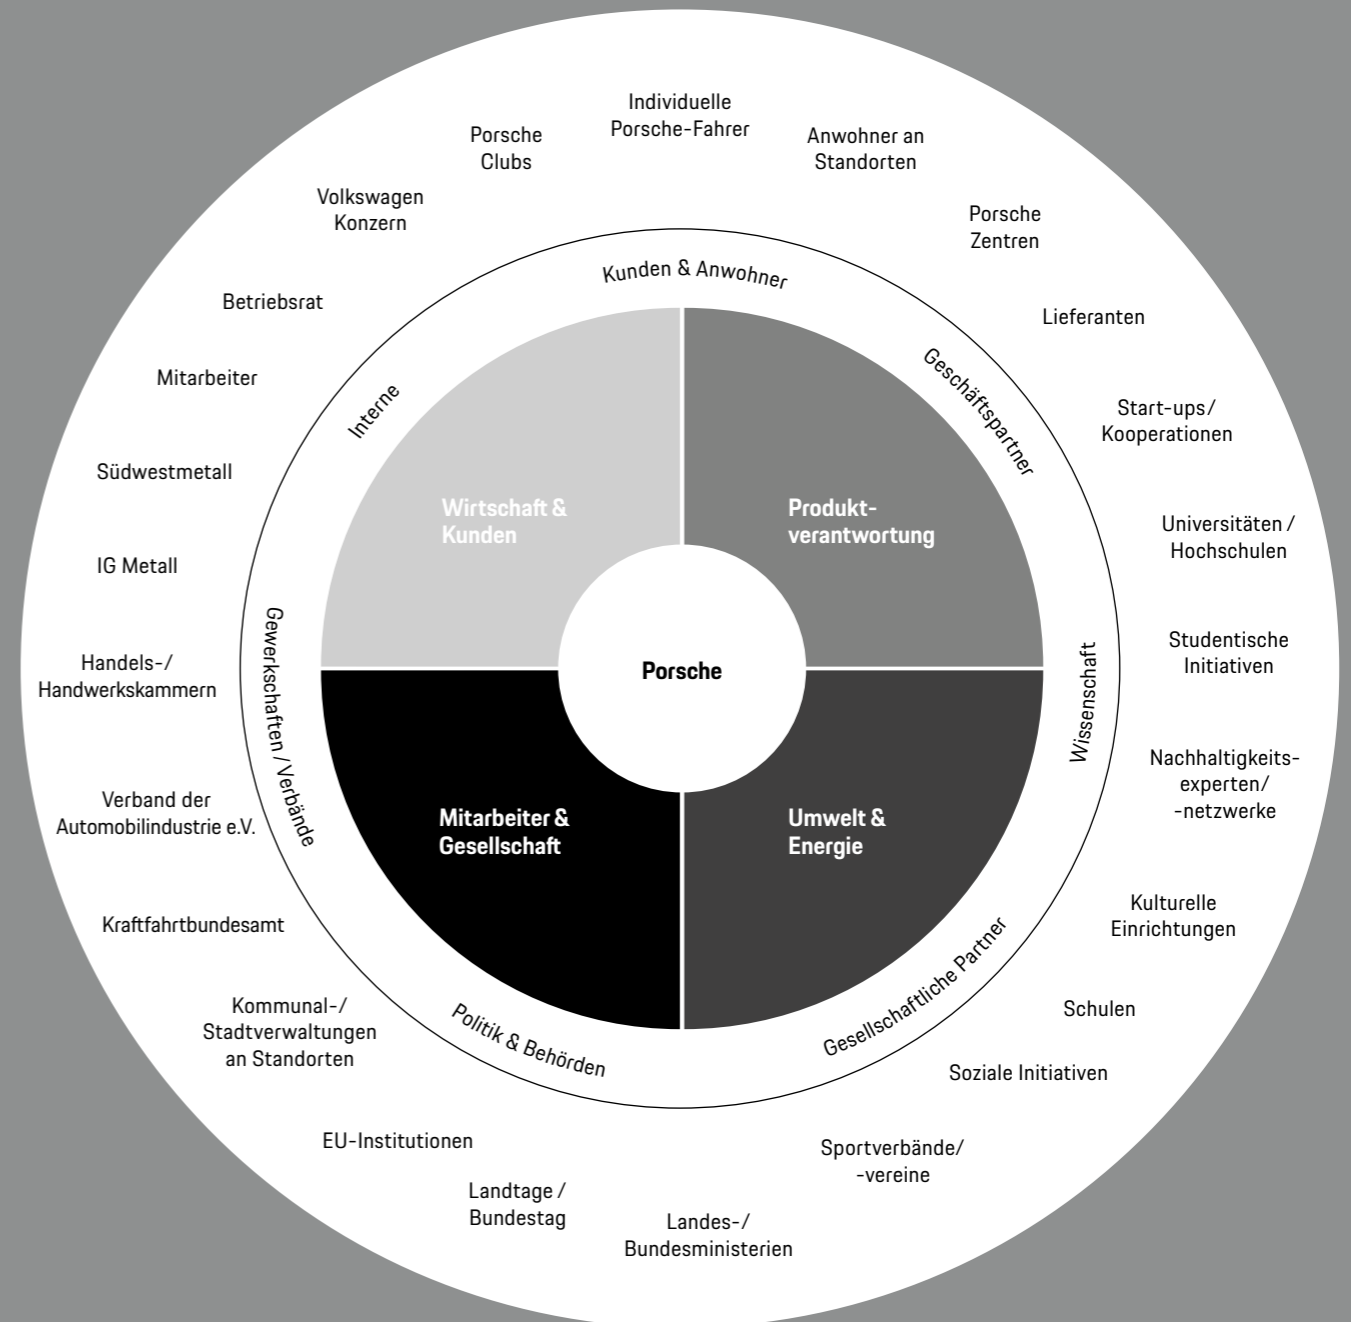 Individuelle
Porsche-Fahrer
Porsche
Clubs
Anwohner an
Standorten
Volkswagen
Konzern
Porsche
Zentren
Betriebsrat
Lieferanten
Mitarbeiter
Start-ups/
Kooperationen
Südwestmetall
Universitäten /
Hochschulen
IG Metall
Studentische
Initiativen
Handels-/
Handwerkskammern
Nachhaltigkeits-
experten/
-netzwerke
Verband der
Automobilindustrie e.V.
Kulturelle
Einrichtungen
Kraftfahrtbundesamt
Schulen
Kommunal-/
Stadtverwaltungen
an Standorten
Soziale Initiativen
EU-Institutionen
Sportverbände/
-vereine
Landtage /
Bundestag
Landes-/
Bundesministerien
Kunden & Anwohner
Interne
Geschäftspartner
Gewerkschaften / Verbände
Wissenschaft
Politik & Behörden
Gesellschaftliche Partner
Wirtschaft &
Kunden
Produkt-
verantwortung
Porsche
Mitarbeiter &
Gesellschaft
Umwelt &
Energie